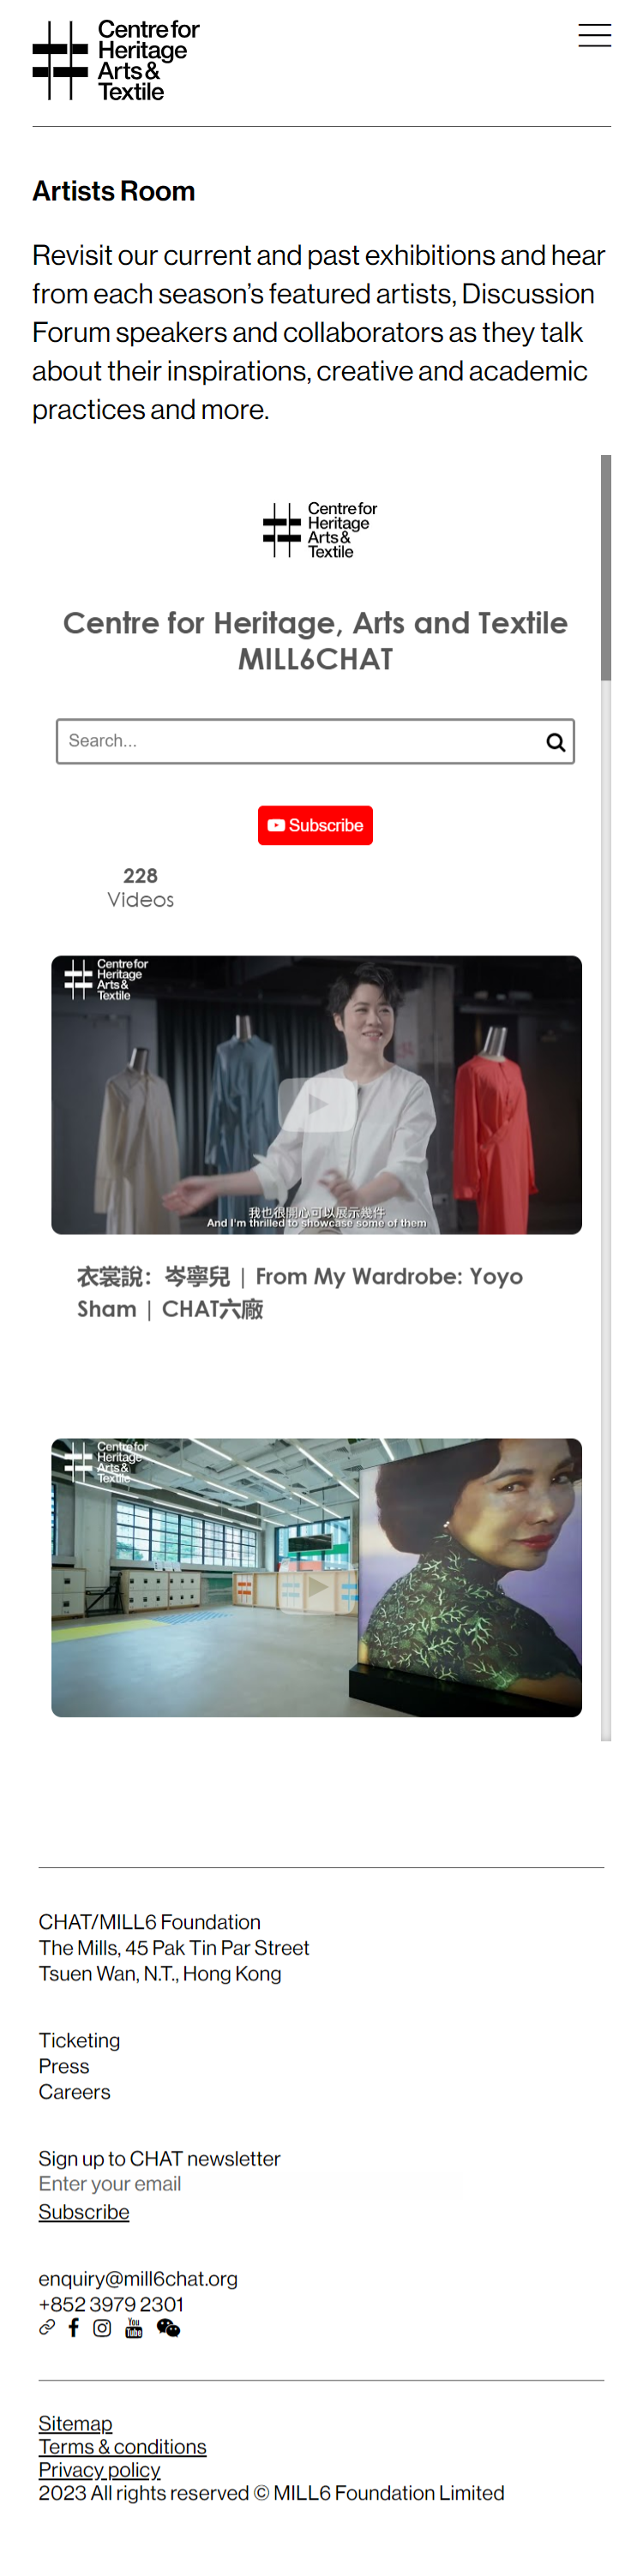 Centre for
Heritage
Arts &
Textile
Artists Room
Revisit our current and past exhibitions and hear
from each season’s featured artists, Discussion
Forum speakers and collaborators as they talk
about their inspirations, creative and academic
practices and more.
Centre for
Heritage
Arts &
Textile
Centre for Heritage, Arts and Textile
MILL6CHAT
Search...
Subscribe
228
Videos
Centre for
Heritage
Arts &
Textile
我也很開心可以展示幾件
And I'm thrilled to showcase some of them
衣裳說：岑寧兒 | From My Wardrobe: Yoyo
Sham | CHAT六廠
Centre for
Heritage
Arts &
Textile
CHAT/MILL6 Foundation
The Mills, 45 Pak Tin Par Street
Tsuen Wan, N.T., Hong Kong
Ticketing
Press
Careers
Sign up to CHAT newsletter
Enter your email
Subscribe
enquiry@mill6chat.org
+852 3979 2301
You
Tube
Sitemap
Terms & conditions
Privacy policy
2023 All rights reserved © MILL6 Foundation Limited